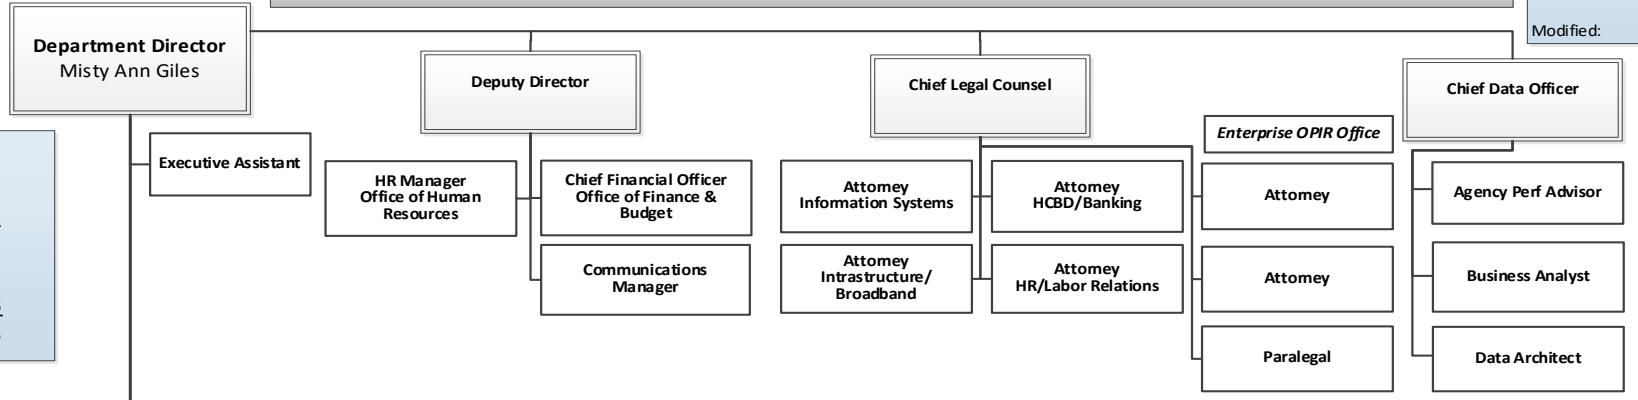 Department Director
Misty Ann Giles
Modified:
Deputy Director
Chief Legal Counsel
Chief Data Officer
Executive Assistant
HR Manager
Office of Human
Resources
Chief Financial Officer
Office of Finance &
Budget
Communications
Manager
Attorney
Information Systems
Attorney
HCBD/Banking
Attorney
Intrastructure/
Broadband
Attorney
HR/Labor Relations
Enterprise OPIR Office
Attorney
Attorney
Paralegal
Agency Perf Advisor
Business Analyst
Data Architect